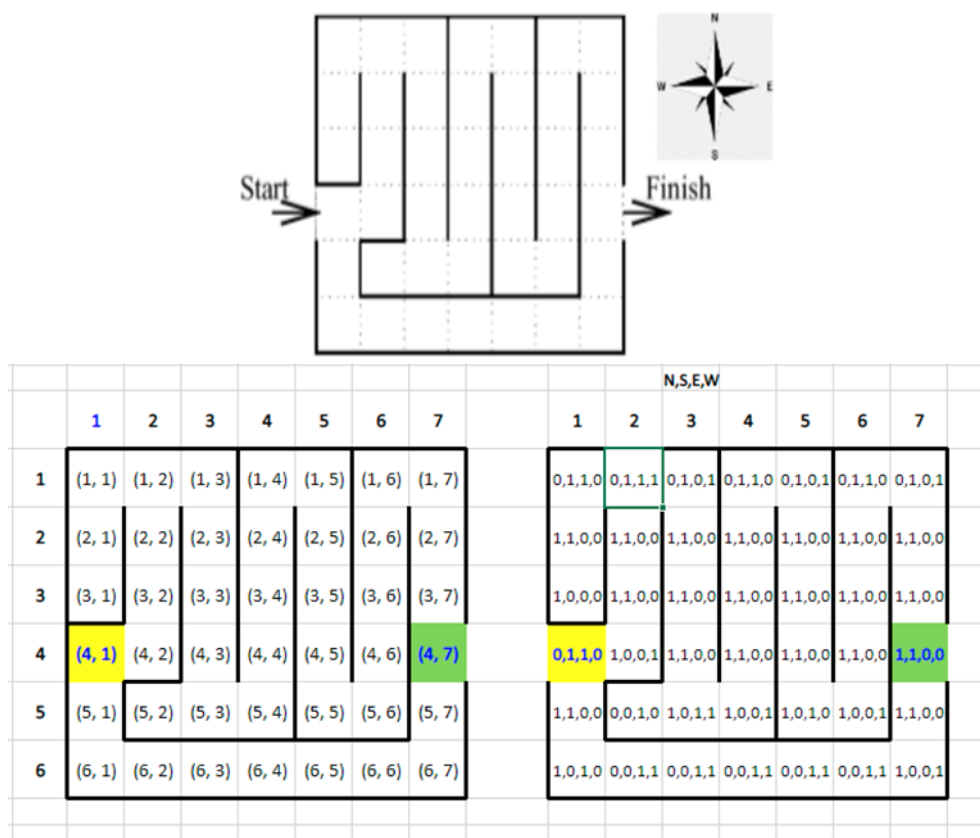 N
W E
S
Start
Finish
N,S,E,W
1 2 3 4 5 6 7 1 2 3 4 5 6 7
1 (1, 1) (1, 2) (1, 3) (1, 4) (1, 5) (1, 6) (1, 7) 0,1,1,0 0,1,1,1 0,1,0,1 0,1,1,0 0,1,0,1 0,1,1,0 0,1,0,1
2 (2, 1) (2, 2) (2, 3) (2, 4) (2, 5) (2, 6) (2, 7) 1,1,0,0 1,1,0,0 1,1,0,0 1,1,0,0 1,1,0,0 1,1,0,0 1,1,0,0
3 (3, 1) (3, 2) (3, 3) (3, 4) (3, 5) (3, 6) (3, 7) 1,0,0,0 1,1,0,0 1,1,0,0 1,1,0,0 1,1,0,0 1,1,0,0 1,1,0,0
4 (4, 1) (4, 2) (4, 3) (4, 4) (4, 5) (4, 6) (4, 7) 0,1,1,0 1,0,0,1 1,1,0,0 1,1,0,0 1,1,0,0 1,1,0,0 1,1,0,0
5 (5, 1) (5, 2) (5, 3) (5, 4) (5, 5) (5, 6) (5, 7) 1,1,0,0 0,0,1,0 1,0,1,1 1,0,0,1 1,0,1,0 1,0,0,1 1,1,0,0
6 (6, 1) (6, 2) (6, 3) (6, 4) (6, 5) (6, 6) (6, 7) 1,0,1,0 0,0,1,1 0,0,1,1 0,0,1,1 0,0,1,1 0,0,1,1 1,0,0,1